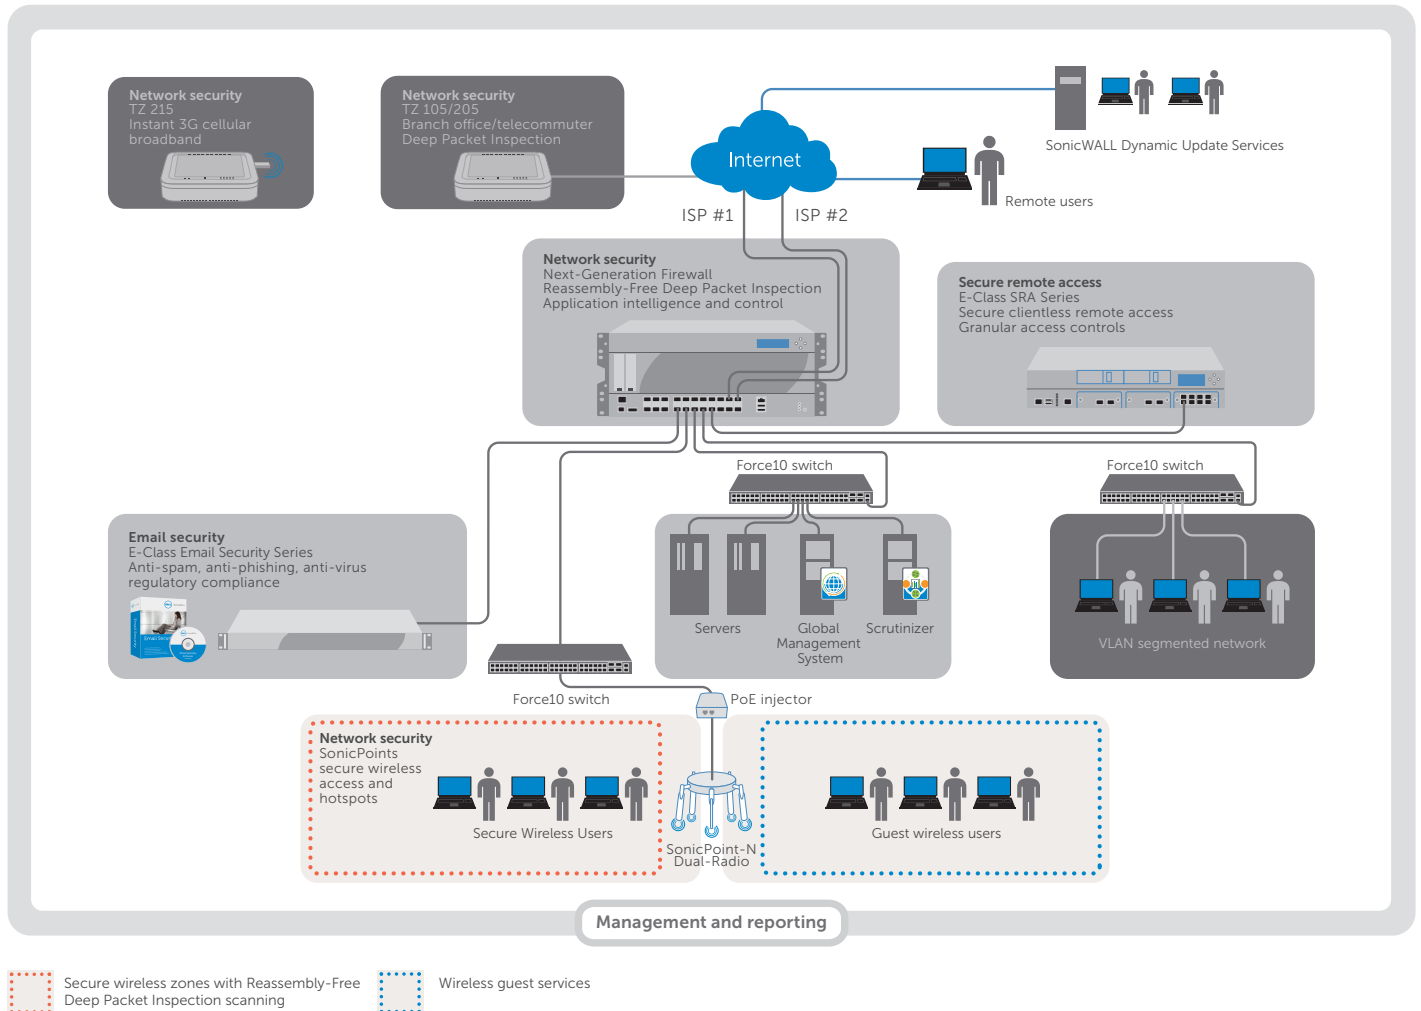 Network security
TZ 215
Instant 3G cellular
broadband
Network security
TZ 105/205
Branch office/telecommuter
Deep Packet Inspection
Internet
SonicWALL Dynamic Update Services
Remote users
ISP #1
ISP #2
Network security
Next-Generation Firewall
Reassembly-Free Deep Packet Inspection
Application intelligence and control
Secure remote access
E-Class SRA Series
Secure clientless remote access
Granular access controls
Force10 switch
Force10 switch
Email security
E-Class Email Security Series
Anti-spam, anti-phishing, anti-virus
regulatory compliance
Servers
Global
Management
System
Scrutinizer
VLAN segmented network
Force10 switch
PoE injector
Network security
SonicPoints
secure wireless
access and
hotspots
Secure Wireless Users
SonicPoint-N
Dual-Radio
Guest wireless users
Management and reporting
Secure wireless zones with Reassembly-Free
Deep Packet Inspection scanning
Wireless guest services